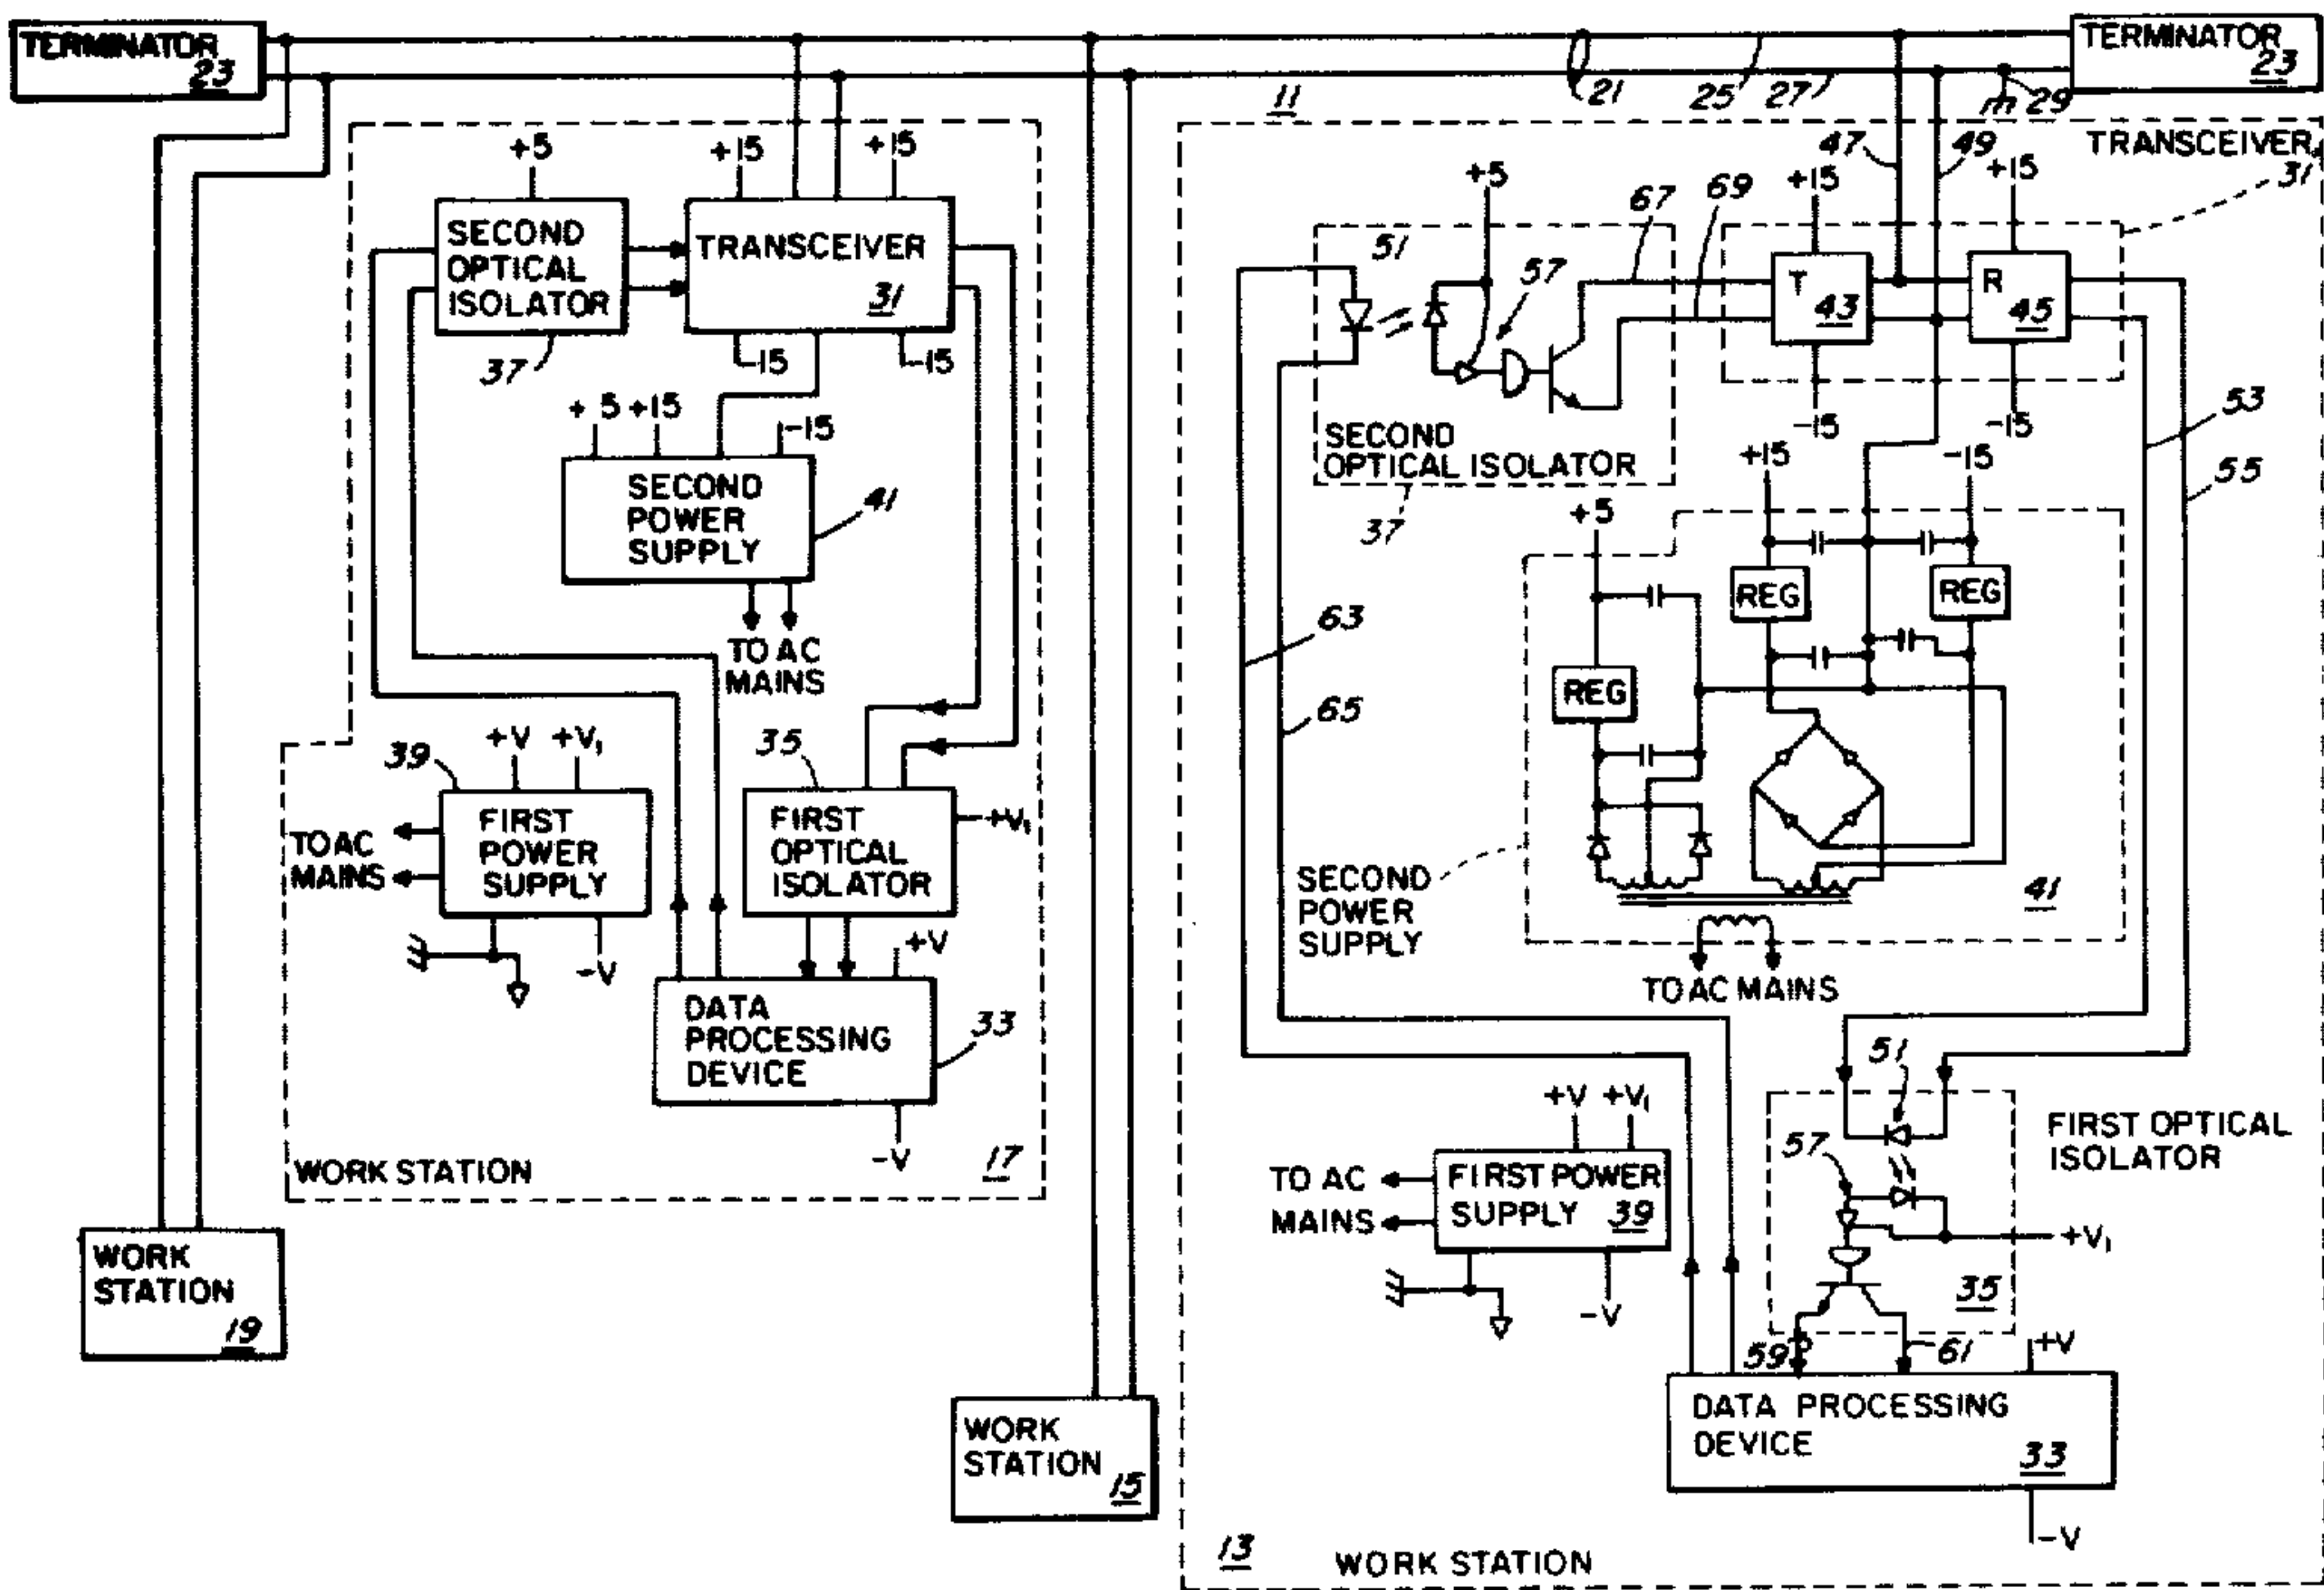 TERMINATOR
23
TERMINATOR
23
11
21
25
27
29
TRANSCEIVER
31
47
49
+5
+15
+15
SECOND
OPTICAL
ISOLATOR
37
TRANSCEIVER
31
-15
-15
+5 +15
-15
SECOND
POWER
SUPPLY
41
TO AC
MAINS
39
+V +V₁
FIRST
POWER
SUPPLY
TO AC
MAINS
-V
35
FIRST
OPTICAL
ISOLATOR
+V₁
+V
DATA
PROCESSING
DEVICE
33
-V
WORK STATION
17
WORK
STATION
19
WORK
STATION
15
+5
51
57
67
69
+15
+15
T
43
R
45
-15
-15
SECOND
OPTICAL ISOLATOR
37
53
55
63
65
+5
+15
-15
REG
REG
REG
SECOND
POWER
SUPPLY
41
TO AC MAINS
51
57
FIRST OPTICAL
ISOLATOR
+V₁
35
59
61
+V +V₁
TO AC
MAINS
FIRST POWER
SUPPLY 39
-V
+V
DATA PROCESSING
DEVICE
33
-V
13
WORK STATION